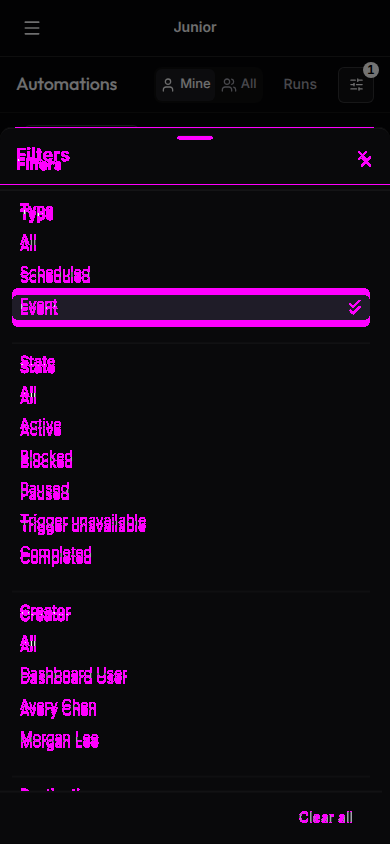 Junior
Automations
Mine
All
Runs
1
Filters
Type
All
Scheduled
Event
State
All
Active
Blocked
Paused
Trigger unavailable
Completed
Creator
All
Dashboard User
Avery Chen
Morgan Lee
Clear all